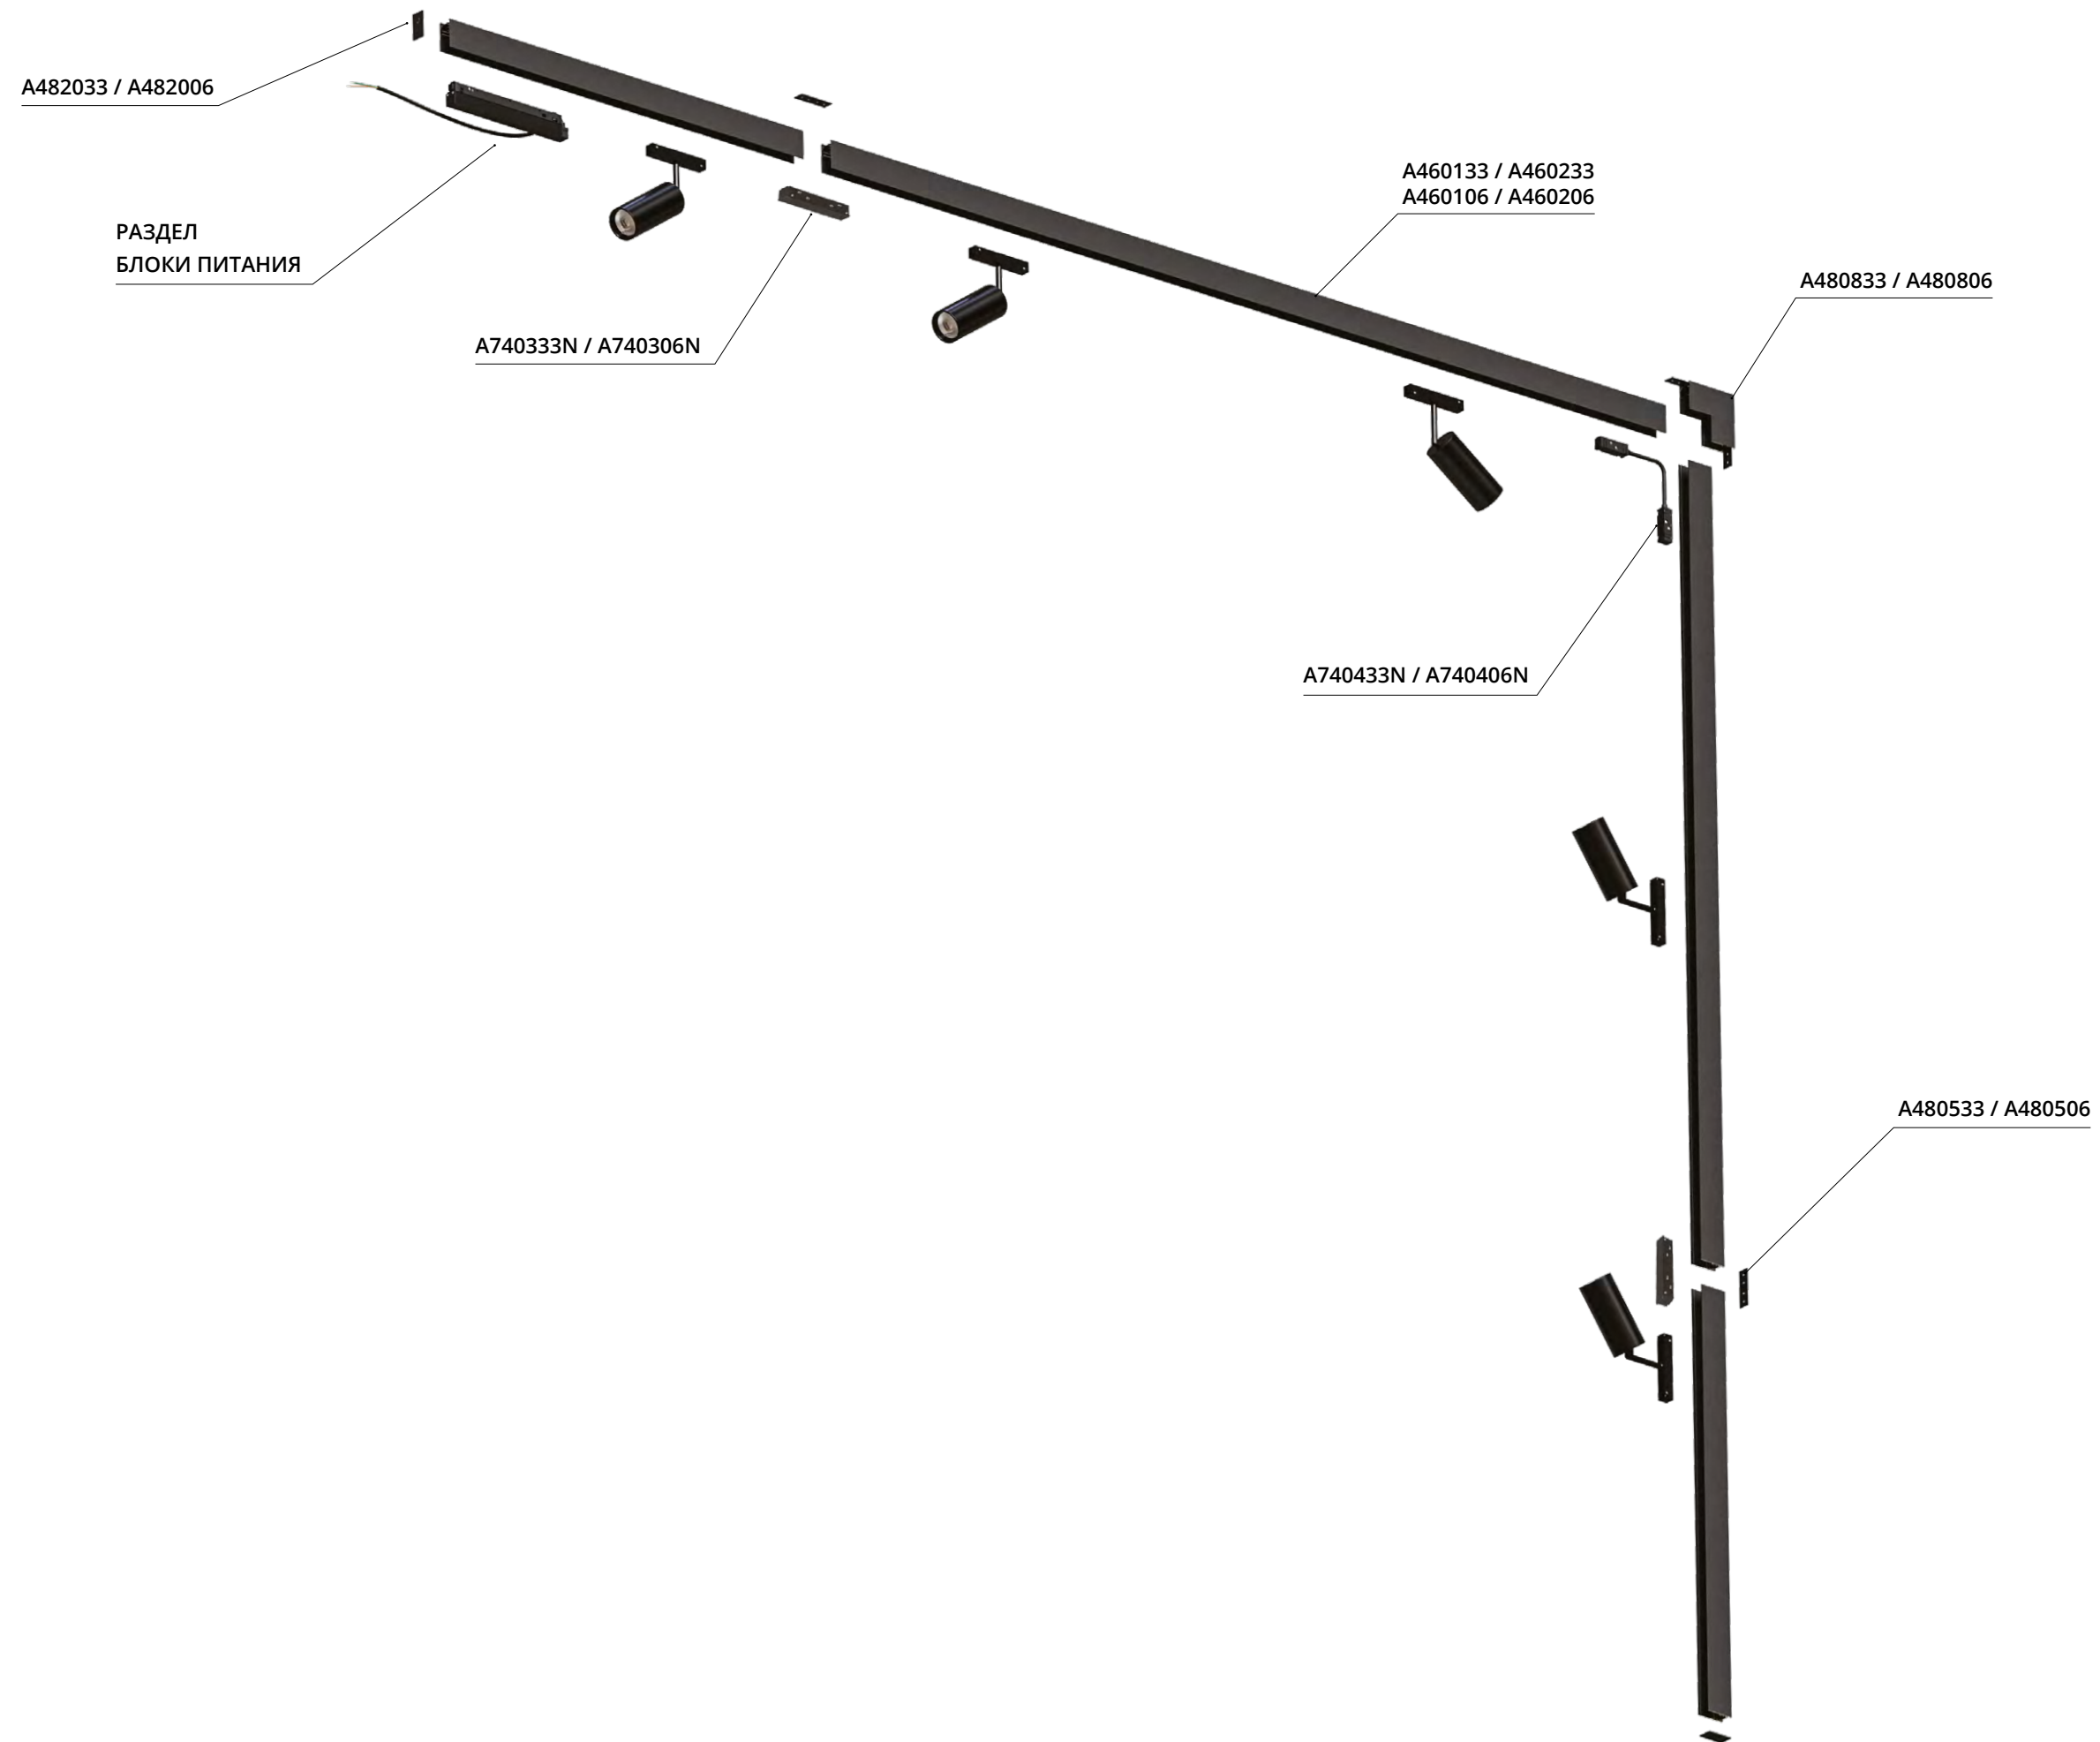 A482033 / A482006
A460133 / A460233
A460106 / A460206
РАЗДЕЛ
БЛОКИ ПИТАНИЯ
A480833 / A480806
A740333N / A740306N
A740433N / A740406N
A480533 / A480506